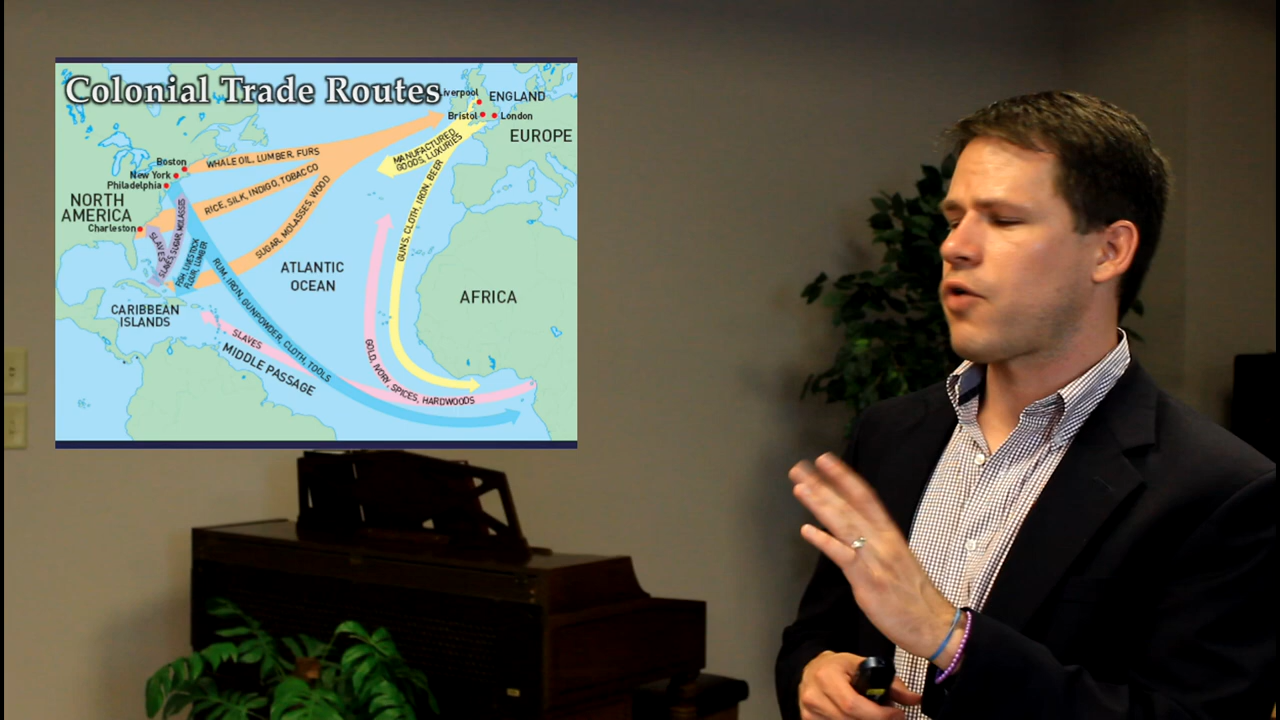 Colonial Trade Routes
Liverpool
ENGLAND
Bristol
London
EUROPE
MANUFACTURED
GOODS, LUXURIES
Boston
WHALE OIL, LUMBER, FURS
New York
Philadelphia
RICE, SILK, INDIGO, TOBACCO
NORTH
AMERICA
Charleston
SUGAR, MOLASSES, WOOD
GUNS, CLOTH, IRON, BEER
SLAVES
SLAVES, SUGAR, MOLASSES
FISH, LIVESTOCK
FLOUR, LUMBER
RUM, IRON, GUNPOWDER, CLOTH, TOOLS
ATLANTIC
OCEAN
AFRICA
CARIBBEAN
ISLANDS
SLAVES
MIDDLE PASSAGE
GOLD, IVORY, SPICES, HARDWOODS